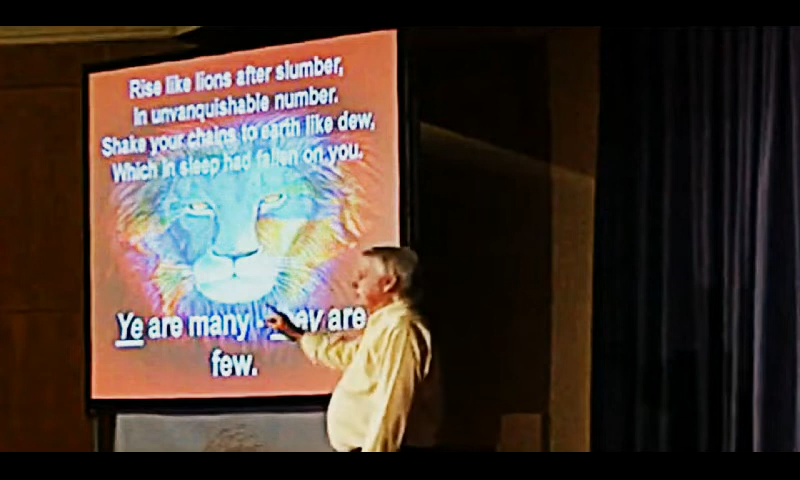 Rise like lions after slumber,
In unvanquishable number.
Shake your chains to earth like dew,
Which in sleep had fallen on you.
Ye are many - they are
few.